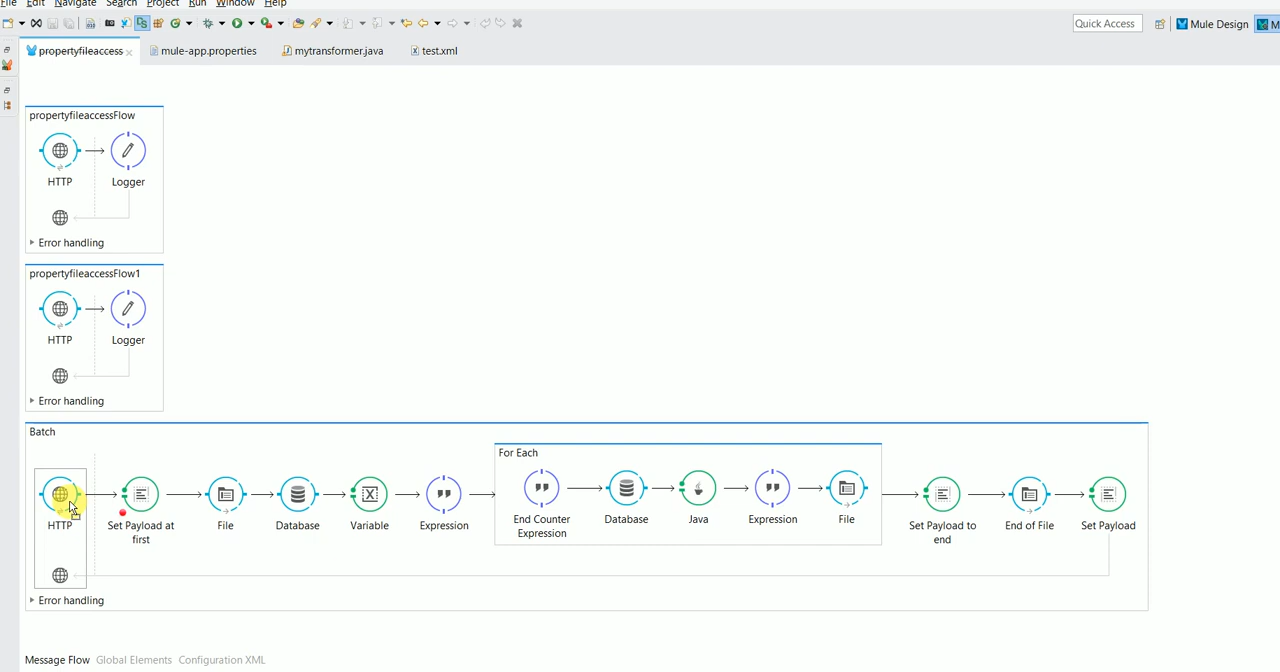 File Edit Navigate Search Project Run Window Help
Quick Access Mule Design M
propertyfileaccess mule-app.properties mytransformer.java test.xml
propertyfileaccessFlow
HTTP Logger
Error handling
propertyfileaccessFlow1
HTTP Logger
Error handling
Batch
For Each
HTTP Set Payload at first File Database Variable Expression End Counter Expression Database Java Expression File Set Payload to end End of File Set Payload
Error handling
Message Flow Global Elements Configuration XML